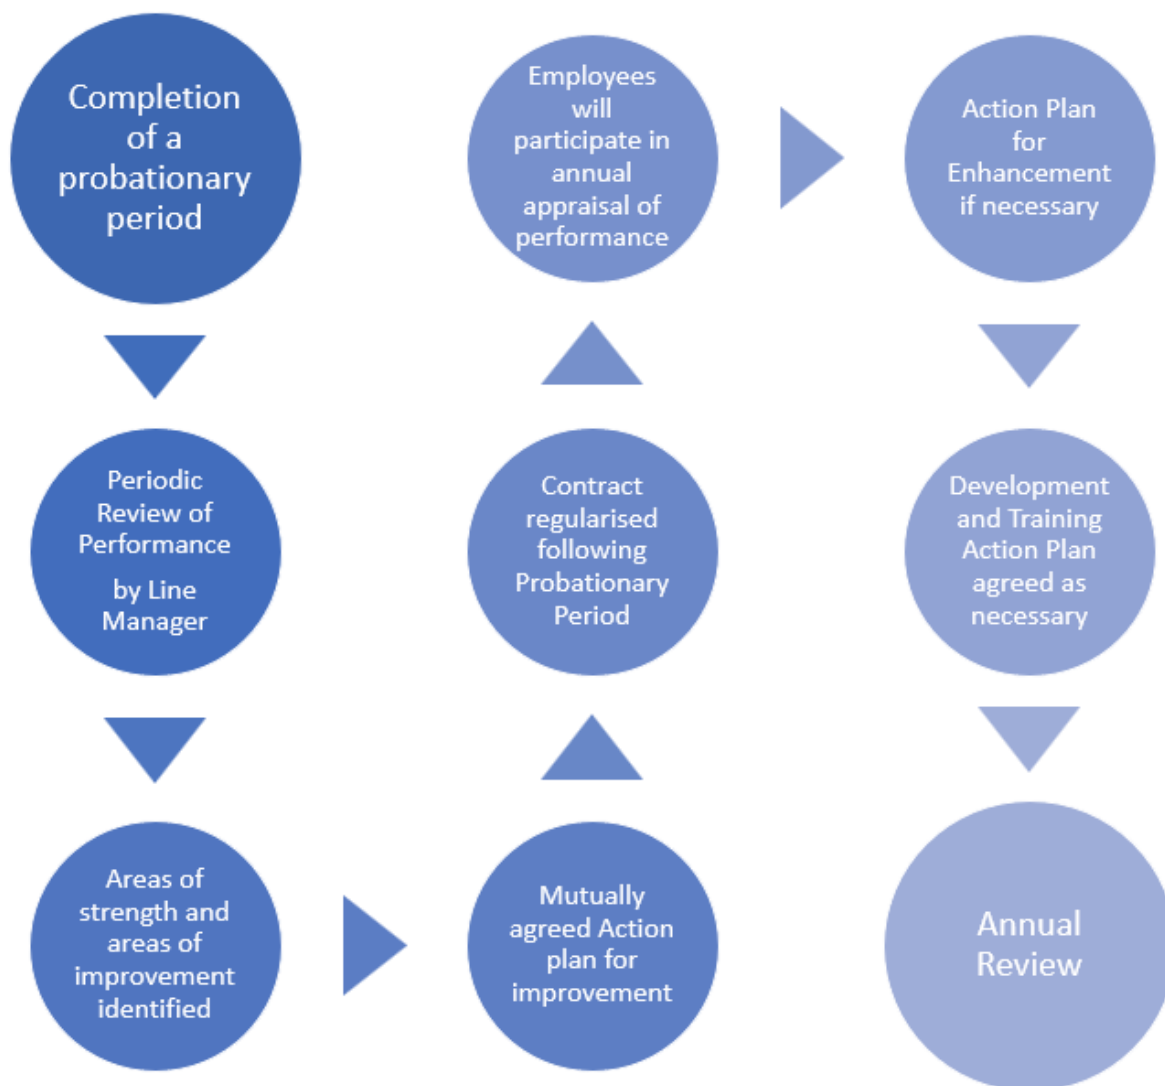 Completion
of a
probationary
period
Periodic
Review of
Performance
by Line
Manager
Areas of
strength and
areas of
improvement
identified
Mutually
agreed Action
plan for
improvement
Contract
regularised
following
Probationary
Period
Employees
will
participate in
annual
appraisal of
performance
Action Plan
for
Enhancement
if necessary
Development
and Training
Action Plan
agreed as
necessary
Annual
Review